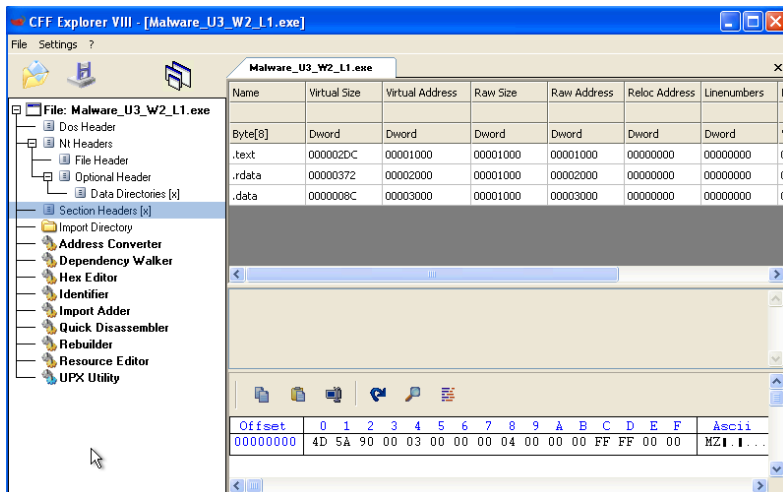 CFF Explorer VIII - [Malware_U3_W2_L1.exe]
File Settings ?
Malware_U3_W2_L1.exe
File: Malware_U3_W2_L1.exe
Dos Header
Nt Headers
File Header
Optional Header
Data Directories [x]
Section Headers [x]
Import Directory
Address Converter
Dependency Walker
Hex Editor
Identifier
Import Adder
Quick Disassembler
Rebuilder
Resource Editor
UPX Utility
Name Virtual Size Virtual Address Raw Size Raw Address Reloc Address Linenumbers
Byte[8] Dword Dword Dword Dword Dword Dword
.text 000002DC 00001000 00001000 00001000 00000000 00000000
.rdata 00000372 00002000 00001000 00002000 00000000 00000000
.data 0000008C 00003000 00001000 00003000 00000000 00000000
Offset 0 1 2 3 4 5 6 7 8 9 A B C D E F Ascii
00000000 4D 5A 90 00 03 00 00 00 04 00 00 00 FF FF 00 00 MZ